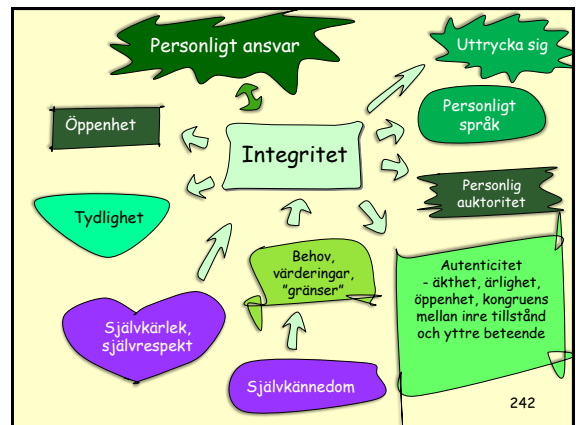 Personligt ansvar
Uttrycka sig
Öppenhet
Personligt
språk
Integritet
Personlig
auktoritet
Tydlighet
Behov,
värderingar,
"gränser"
Autenticitet
- äkthet, ärlighet,
öppenhet, kongruens
mellan inre tillstånd
och yttre beteende
Självkärlek,
självrespekt
Självkännedom
242